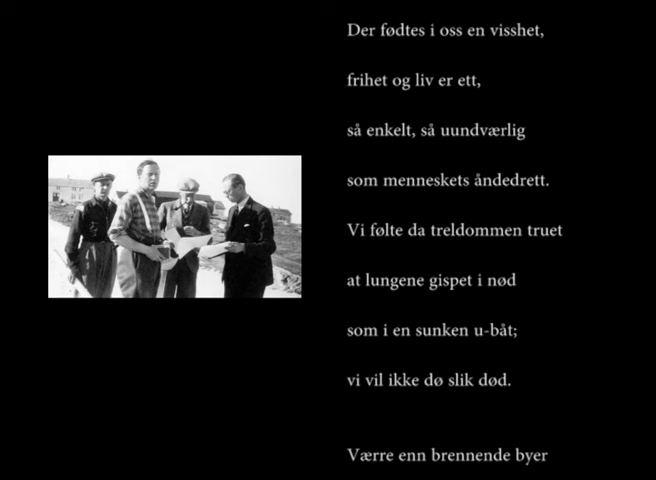 Der fødtes i oss en visshet,
frihet og liv er ett,
så enkelt, så uundværlig
som menneskets åndedrett.
Vi følte da treldommen truet
at lungene gispet i nød
som i en sunken u-båt;
vi vil ikke dø slik død.
Værre enn brennende byer